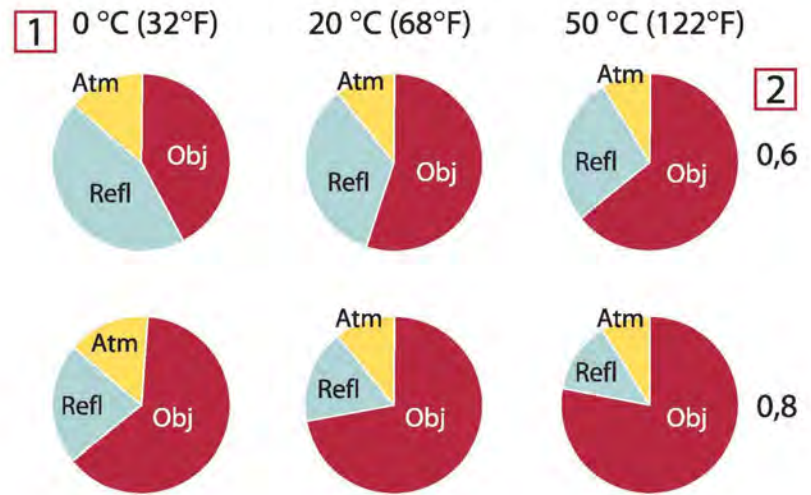 1 0 °C (32°F) 20 °C (68°F) 50 °C (122°F)
Atm Obj Refl
Atm Obj Refl
Atm Obj Refl
2
0,6
Atm Refl Obj
Atm Refl Obj
Atm Refl Obj
0,8